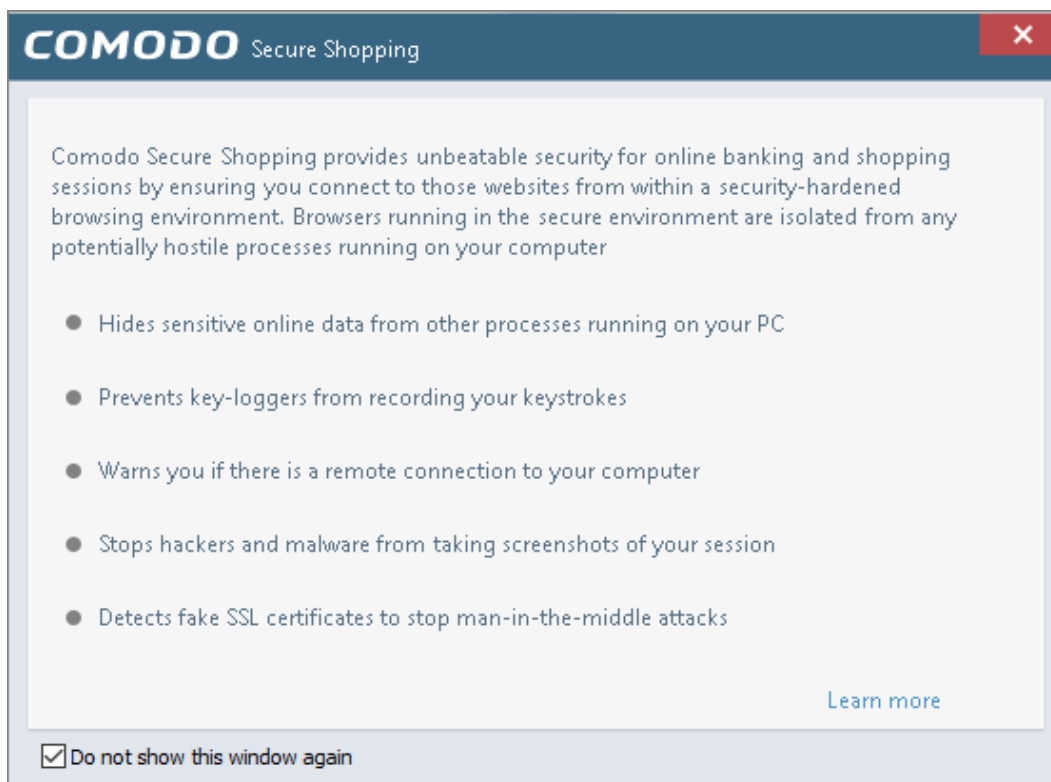 COMODO Secure Shopping
Comodo Secure Shopping provides unbeatable security for online banking and shopping
sessions by ensuring you connect to those websites from within a security-hardened
browsing environment. Browsers running in the secure environment are isolated from any
potentially hostile processes running on your computer
Hides sensitive online data from other processes running on your PC
Prevents key-loggers from recording your keystrokes
Warns you if there is a remote connection to your computer
Stops hackers and malware from taking screenshots of your session
Detects fake SSL certificates to stop man-in-the-middle attacks
Learn more
Do not show this window again